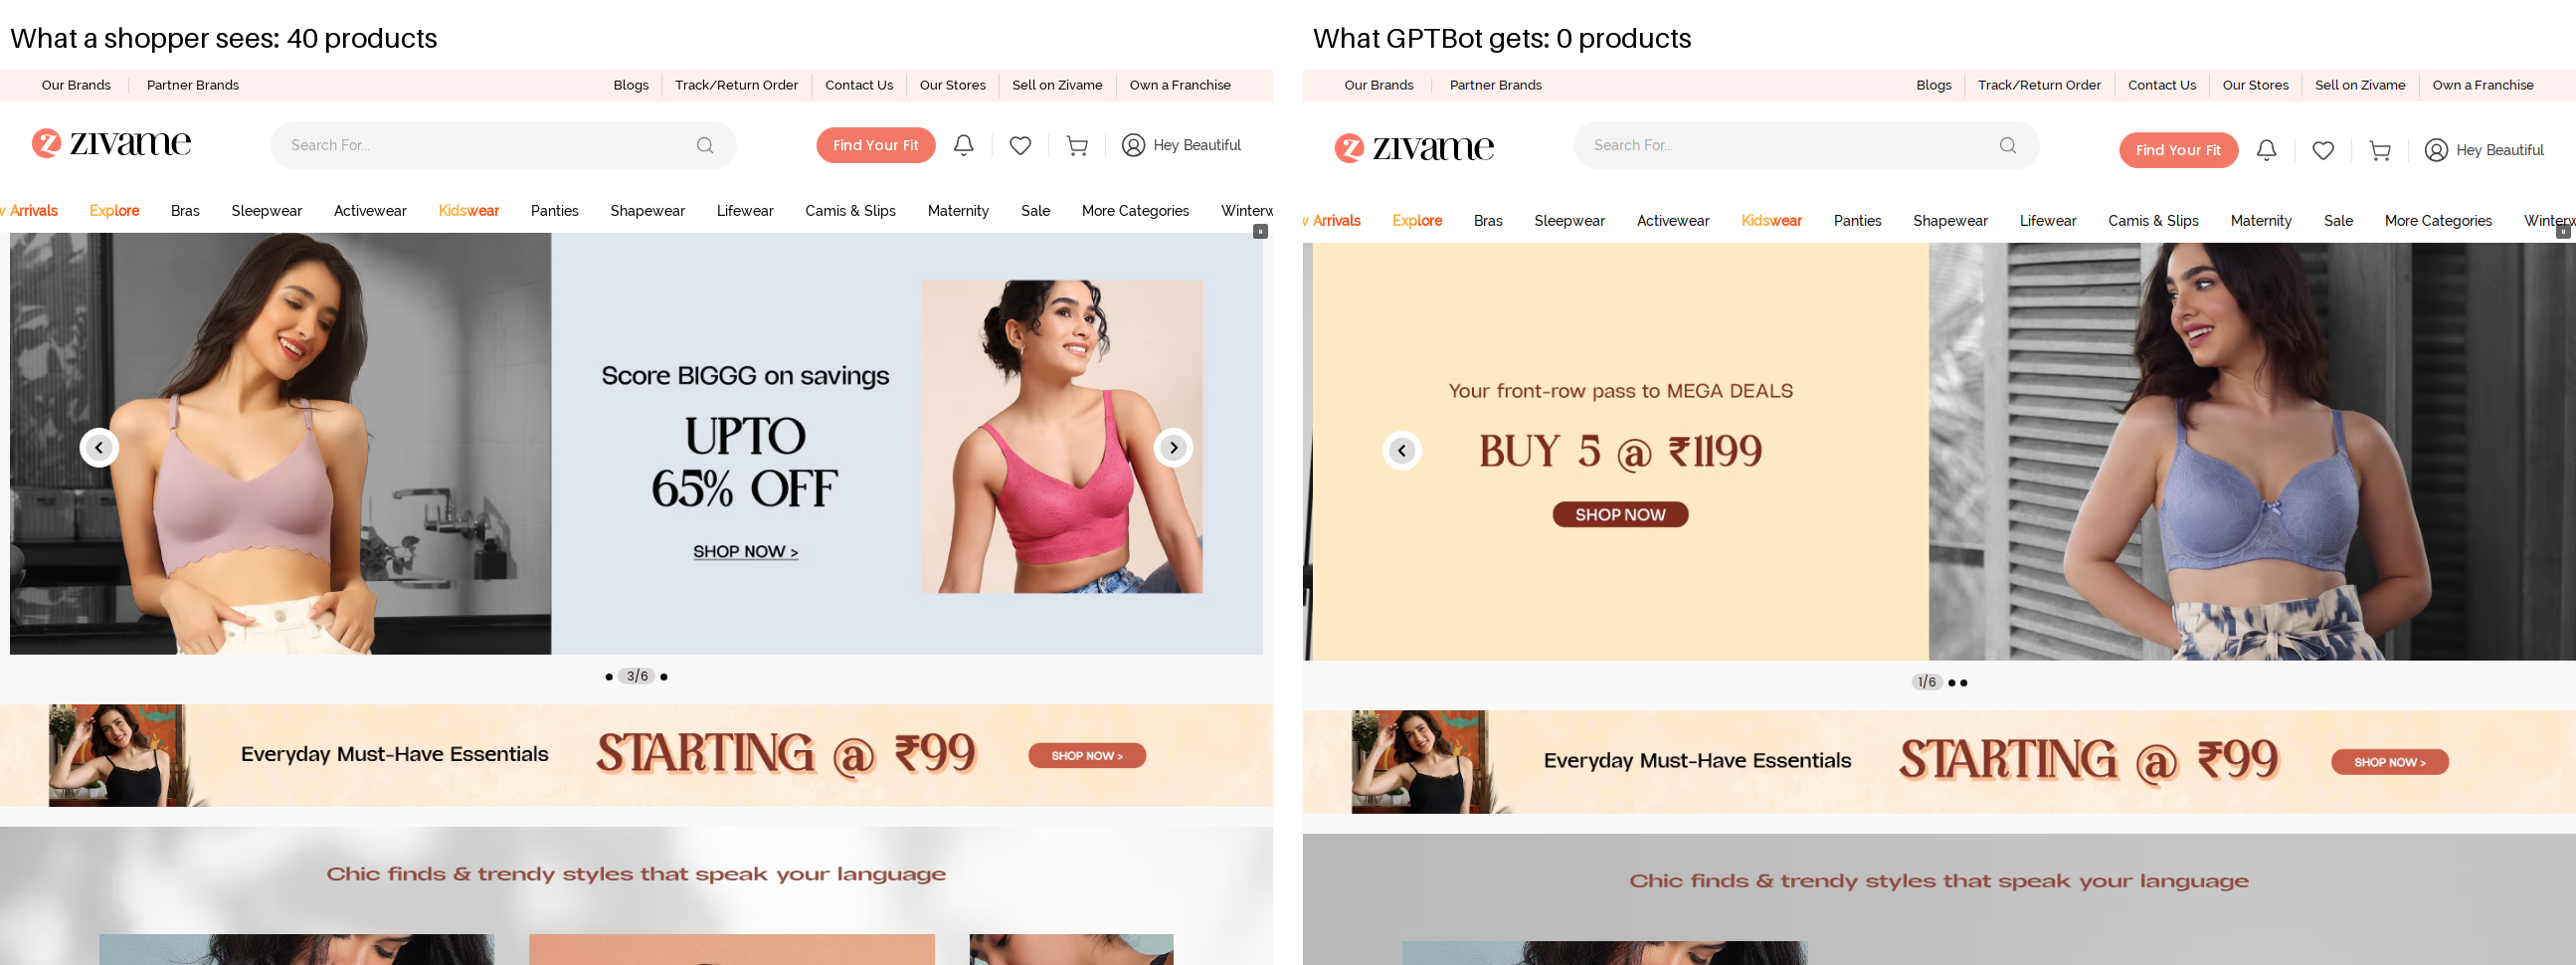 What a shopper sees: 40 products
Our Brands
Partner Brands
Blogs
Track/Return Order
Contact Us
Our Stores
Sell on Zivame
Own a Franchise
ZIVAME
Search For...
Find Your Fit
Hey Beautiful
w Arrivals
Explore
Bras
Sleepwear
Activewear
Kidswear
Panties
Shapewear
Lifewear
Camis & Slips
Maternity
Sale
More Categories
Winterw
Score BIGGG on savings
UPTO
65% OFF
SHOP NOW >
3/6
Everyday Must-Have Essentials
STARTING @ ₹99
SHOP NOW >
Chic finds & trendy styles that speak your language
What GPTBot gets: 0 products
Our Brands
Partner Brands
Blogs
Track/Return Order
Contact Us
Our Stores
Sell on Zivame
Own a Franchise
ZIVAME
Search For...
Find Your Fit
Hey Beautiful
w Arrivals
Explore
Bras
Sleepwear
Activewear
Kidswear
Panties
Shapewear
Lifewear
Camis & Slips
Maternity
Sale
More Categories
Winterw
Your front-row pass to MEGA DEALS
BUY 5 @ ₹1199
SHOP NOW
1/6
Everyday Must-Have Essentials
STARTING @ ₹99
SHOP NOW >
Chic finds & trendy styles that speak your language